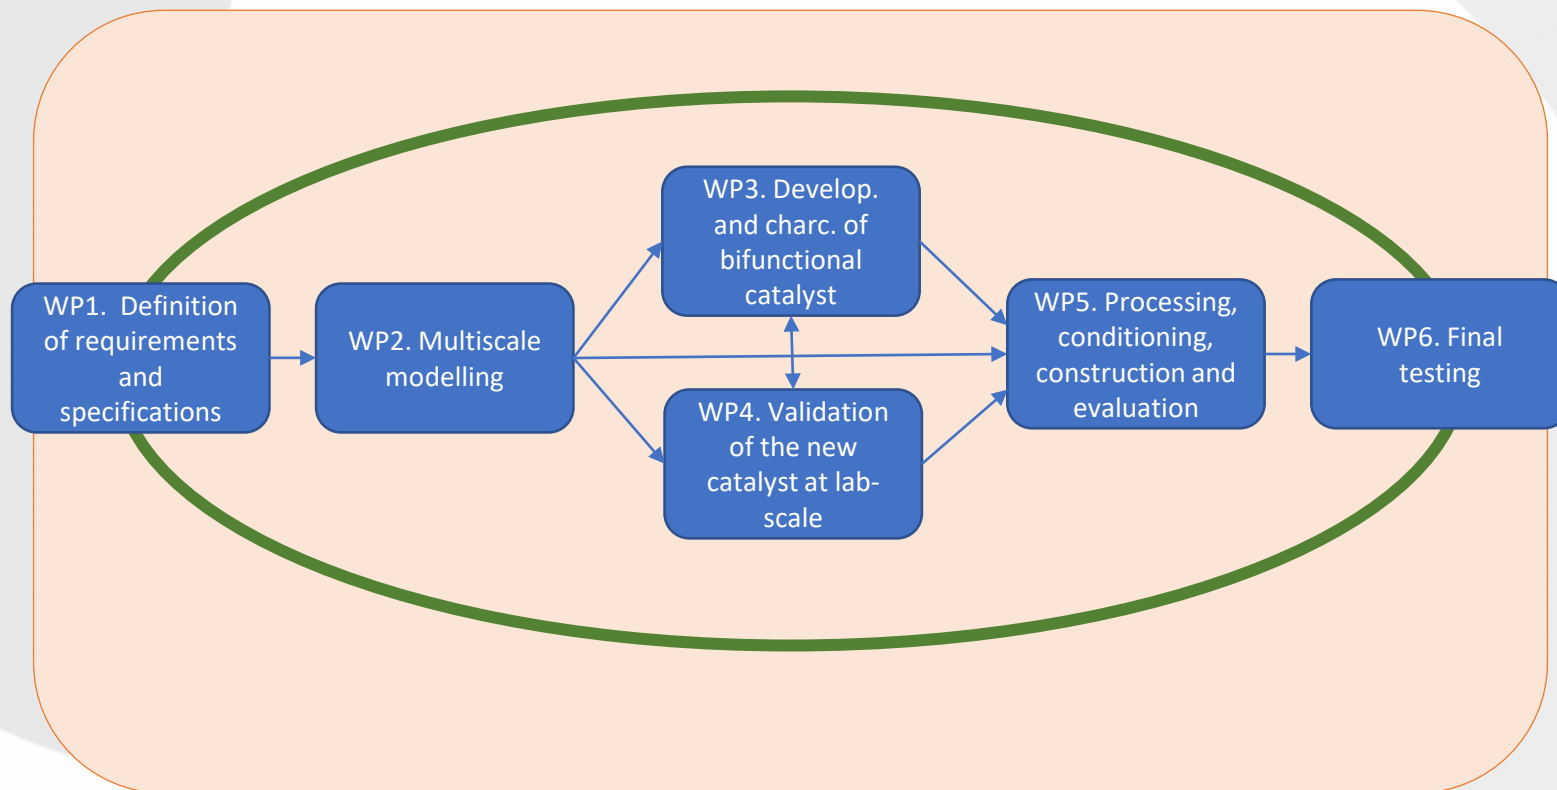 WP1. Definition
of requirements
and
specifications
WP2. Multiscale
modelling
WP3. Develop.
and charc. of
bifunctional
catalyst
WP4. Validation
of the new
catalyst at lab-
scale
WP5. Processing,
conditioning,
construction and
evaluation
WP6. Final
testing